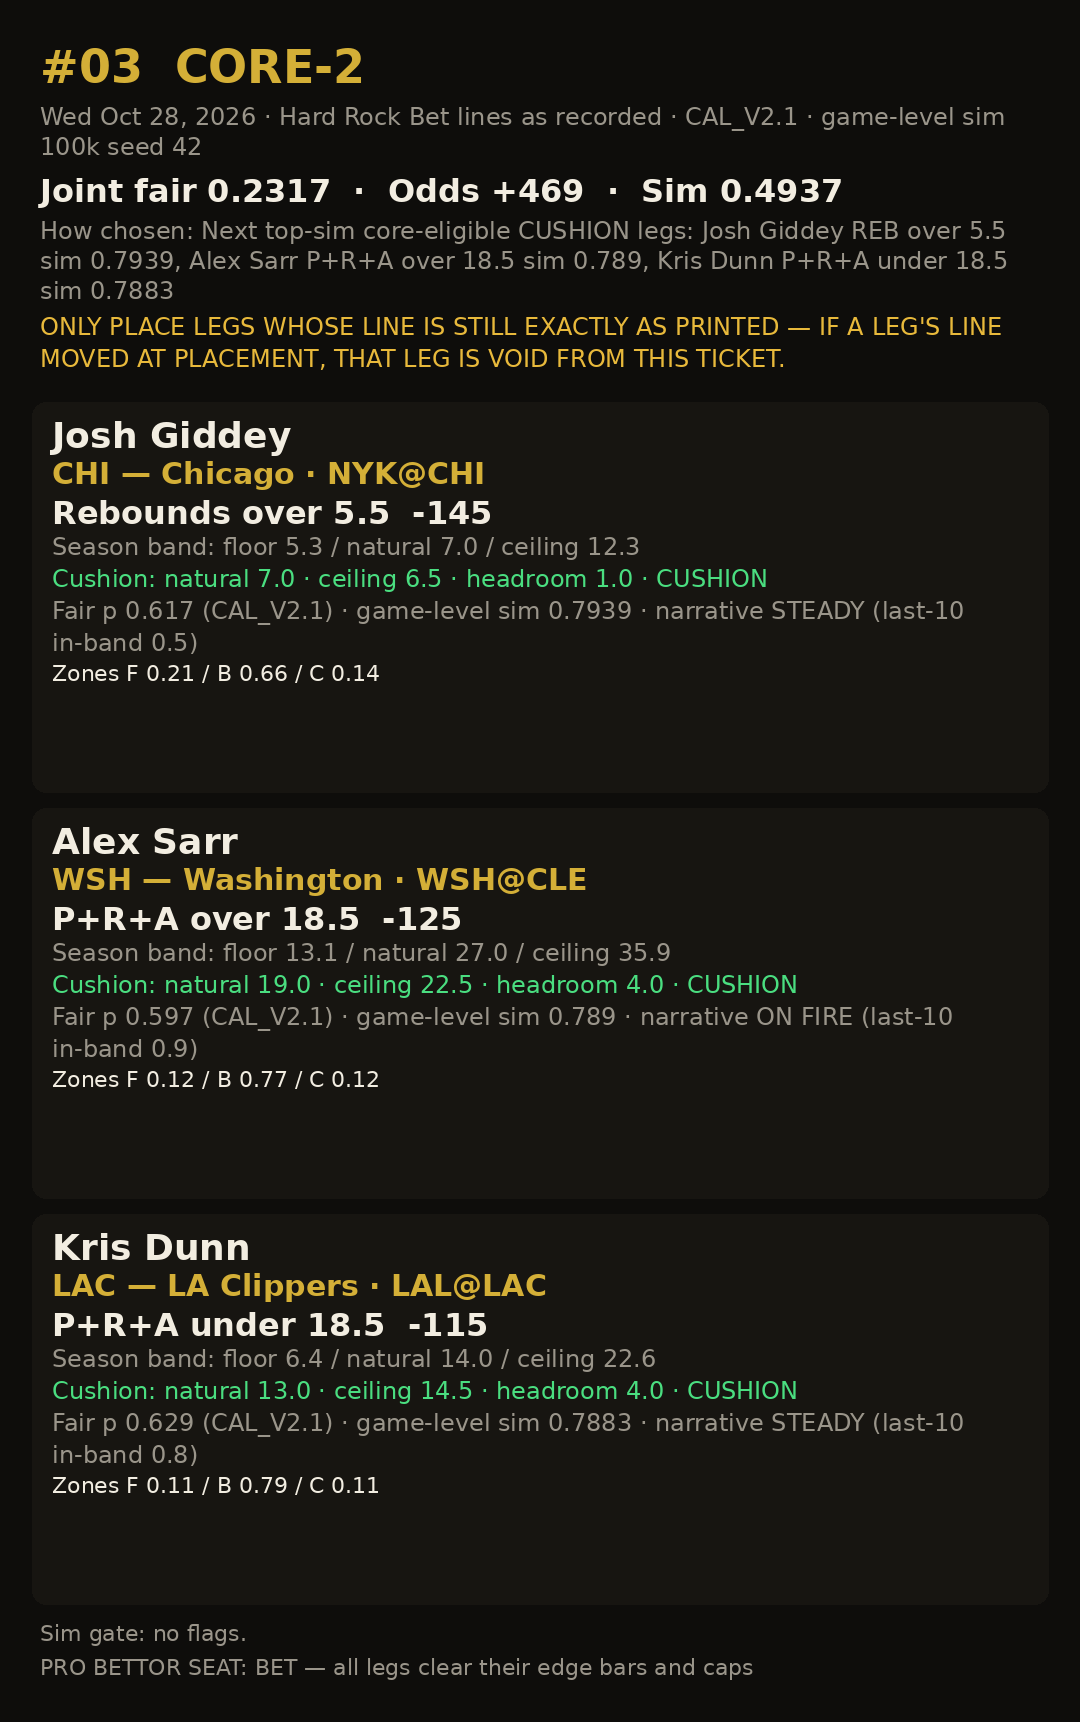 #03 CORE-2
Wed Oct 28, 2026 · Hard Rock Bet lines as recorded · CAL_V2.1 · game-level sim
100k seed 42
Joint fair 0.2317 · Odds +469 · Sim 0.4937
How chosen: Next top-sim core-eligible CUSHION legs: Josh Giddey REB over 5.5
sim 0.7939, Alex Sarr P+R+A over 18.5 sim 0.789, Kris Dunn P+R+A under 18.5
sim 0.7883
ONLY PLACE LEGS WHOSE LINE IS STILL EXACTLY AS PRINTED — IF A LEG'S LINE
MOVED AT PLACEMENT, THAT LEG IS VOID FROM THIS TICKET.
Josh Giddey
CHI — Chicago · NYK@CHI
Rebounds over 5.5 -145
Season band: floor 5.3 / natural 7.0 / ceiling 12.3
Cushion: natural 7.0 · ceiling 6.5 · headroom 1.0 · CUSHION
Fair p 0.617 (CAL_V2.1) · game-level sim 0.7939 · narrative STEADY (last-10
in-band 0.5)
Zones F 0.21 / B 0.66 / C 0.14
Alex Sarr
WSH — Washington · WSH@CLE
P+R+A over 18.5 -125
Season band: floor 13.1 / natural 27.0 / ceiling 35.9
Cushion: natural 19.0 · ceiling 22.5 · headroom 4.0 · CUSHION
Fair p 0.597 (CAL_V2.1) · game-level sim 0.789 · narrative ON FIRE (last-10
in-band 0.9)
Zones F 0.12 / B 0.77 / C 0.12
Kris Dunn
LAC — LA Clippers · LAL@LAC
P+R+A under 18.5 -115
Season band: floor 6.4 / natural 14.0 / ceiling 22.6
Cushion: natural 13.0 · ceiling 14.5 · headroom 4.0 · CUSHION
Fair p 0.629 (CAL_V2.1) · game-level sim 0.7883 · narrative STEADY (last-10
in-band 0.8)
Zones F 0.11 / B 0.79 / C 0.11
Sim gate: no flags.
PRO BETTOR SEAT: BET — all legs clear their edge bars and caps